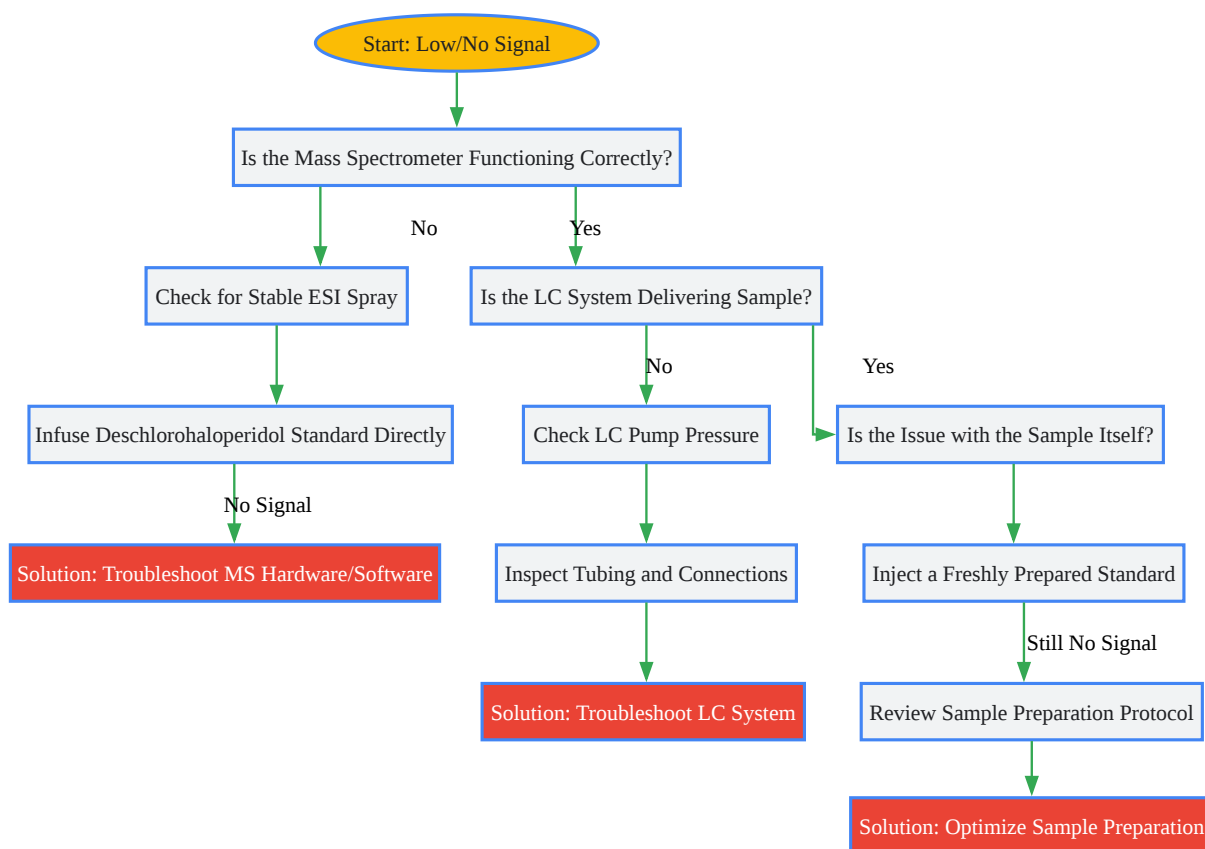 Start: Low/No Signal
Is the Mass Spectrometer Functioning Correctly?
No
Yes
Check for Stable ESI Spray
Is the LC System Delivering Sample?
No
Yes
Infuse Deschlorohaloperidol Standard Directly
Check LC Pump Pressure
Is the Issue with the Sample Itself?
No Signal
Solution: Troubleshoot MS Hardware/Software
Inspect Tubing and Connections
Inject a Freshly Prepared Standard
Still No Signal
Solution: Troubleshoot LC System
Review Sample Preparation Protocol
Solution: Optimize Sample Preparation